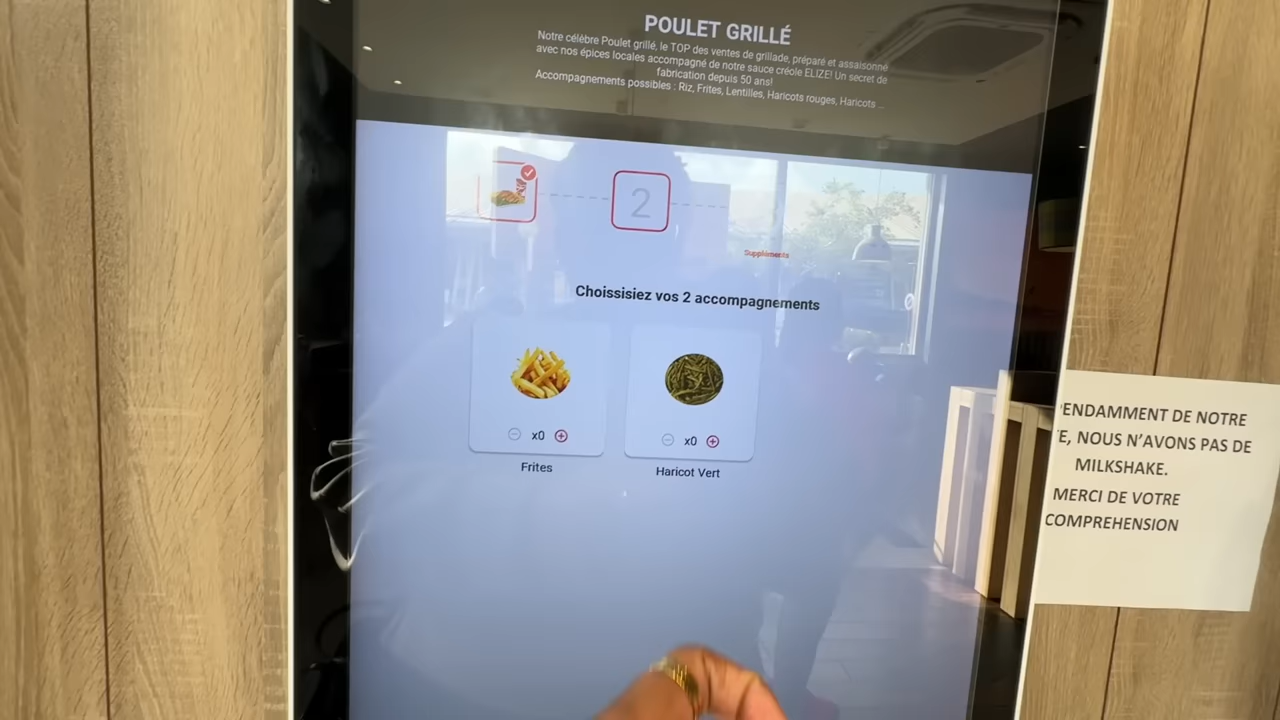 POULET GRILLÉ
Notre célèbre Poulet grillé, le TOP des ventes de grillade, préparé et assaisonné
avec nos épices locales accompagné de notre sauce créole ELIZE! Un secret de
fabrication depuis 50 ans!
Accompagnements possibles : Riz, Frites, Lentilles, Haricots rouges, Haricots ...
2
Suppléments
Choissisiez vos 2 accompagnements
x0
x0
Frites
Haricot Vert
ENDAMMENT DE NOTRE
E, NOUS N'AVONS PAS DE
MILKSHAKE.
MERCI DE VOTRE
COMPREHENSION